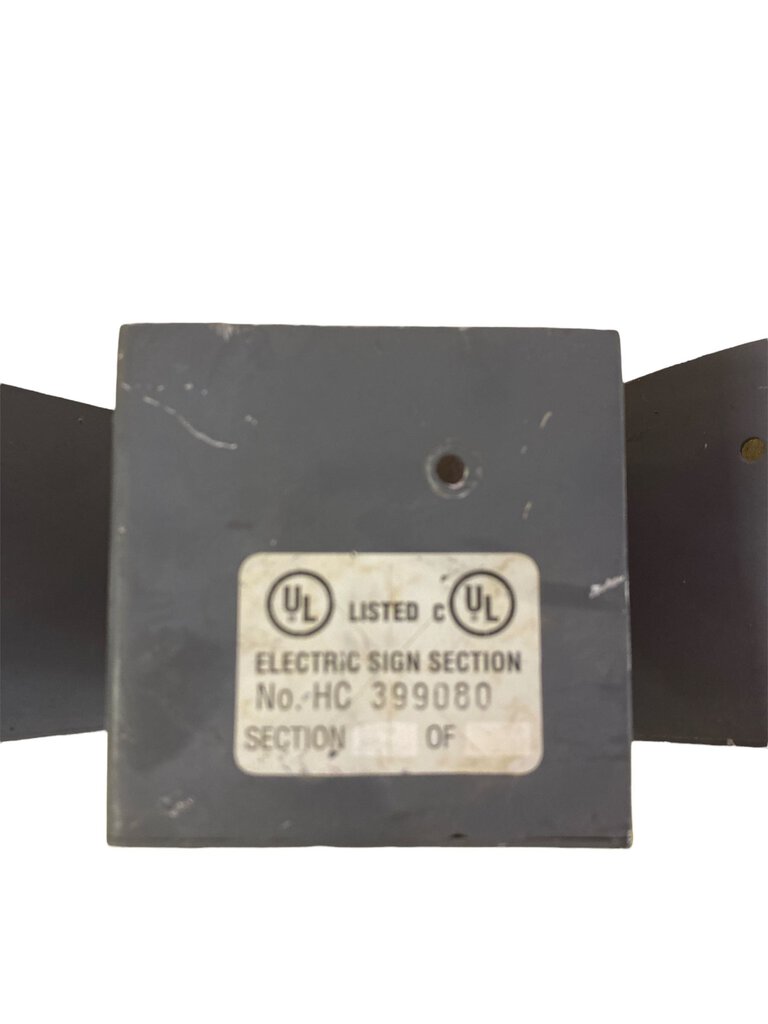 UL LISTED C UL
ELECTRIC SIGN SECTION
No.-HC 399080
SECTION OF